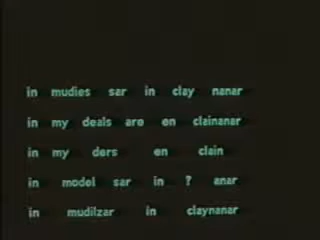 in mudies sar in clay nanar
in my deals are en clainanar
in my ders en clain
in model sar in ? anar
in mudilzar in claynanar